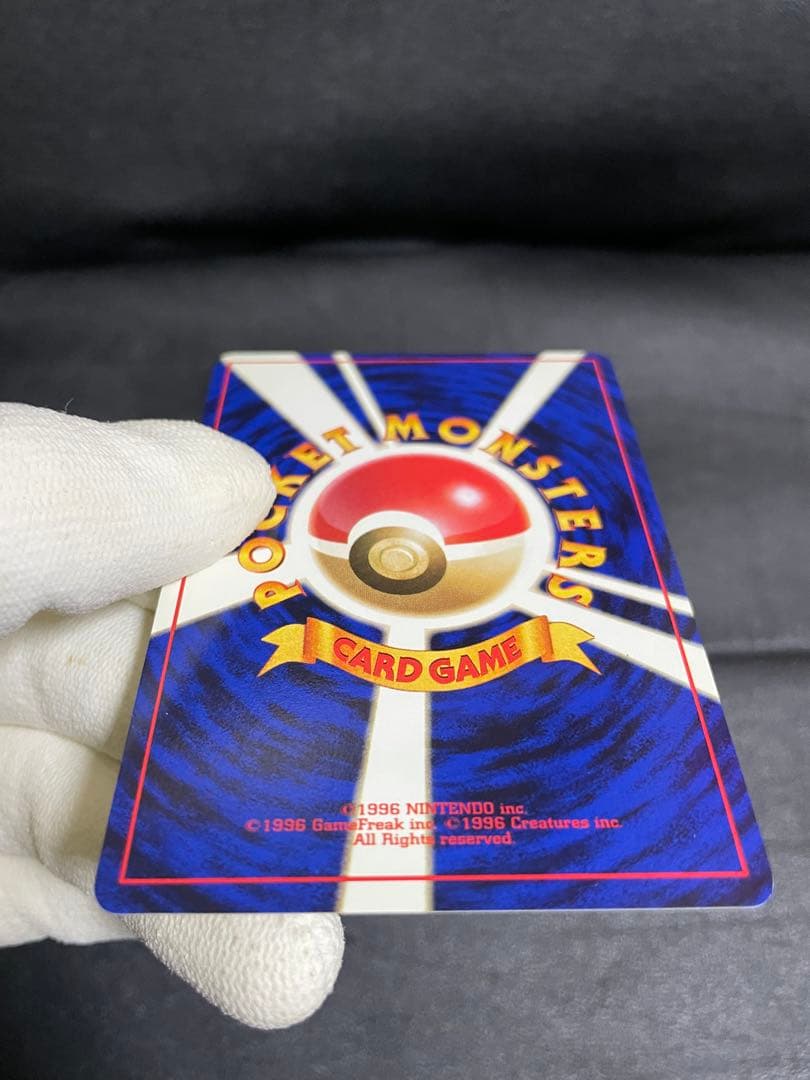 POCKET MONSTERS
CARD GAME
©1996 NINTENDO inc.
©1996 GameFreak inc. ©1996 Creatures inc.
All Rights reserved.